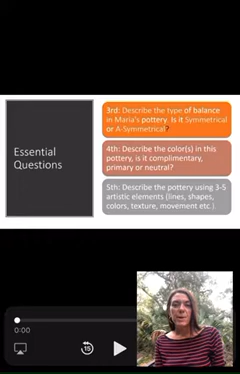 Essential
Questions
3rd: Describe the type of balance
in Maria's pottery. Is it Symmetrical
or A-Symmetrical?
4th: Describe the color(s) in this
pottery, is it complimentary,
primary or neutral?
5th: Describe the pottery using 3-5
artistic elements (lines, shapes,
colors, texture, movement etc.).
0:00
15